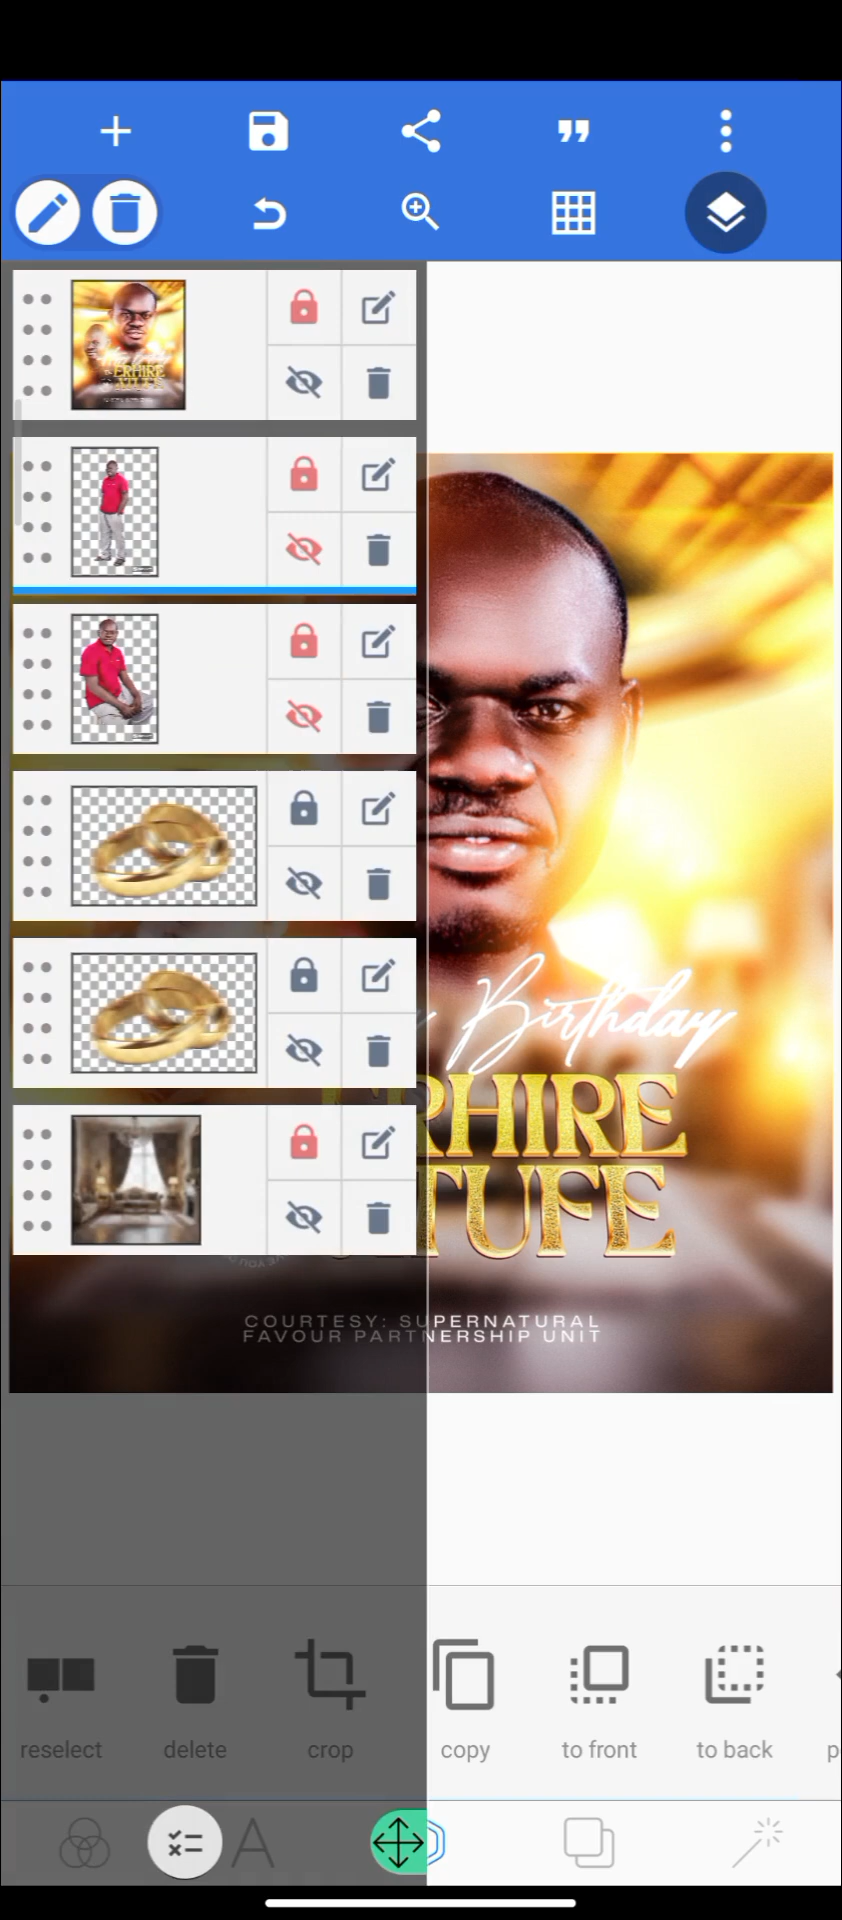 Birthday
RHIRE
TUFE
COURTESY: SUPERNATURAL
FAVOUR PARTNERSHIP UNIT
reselect
delete
crop
copy
to front
to back
p
A